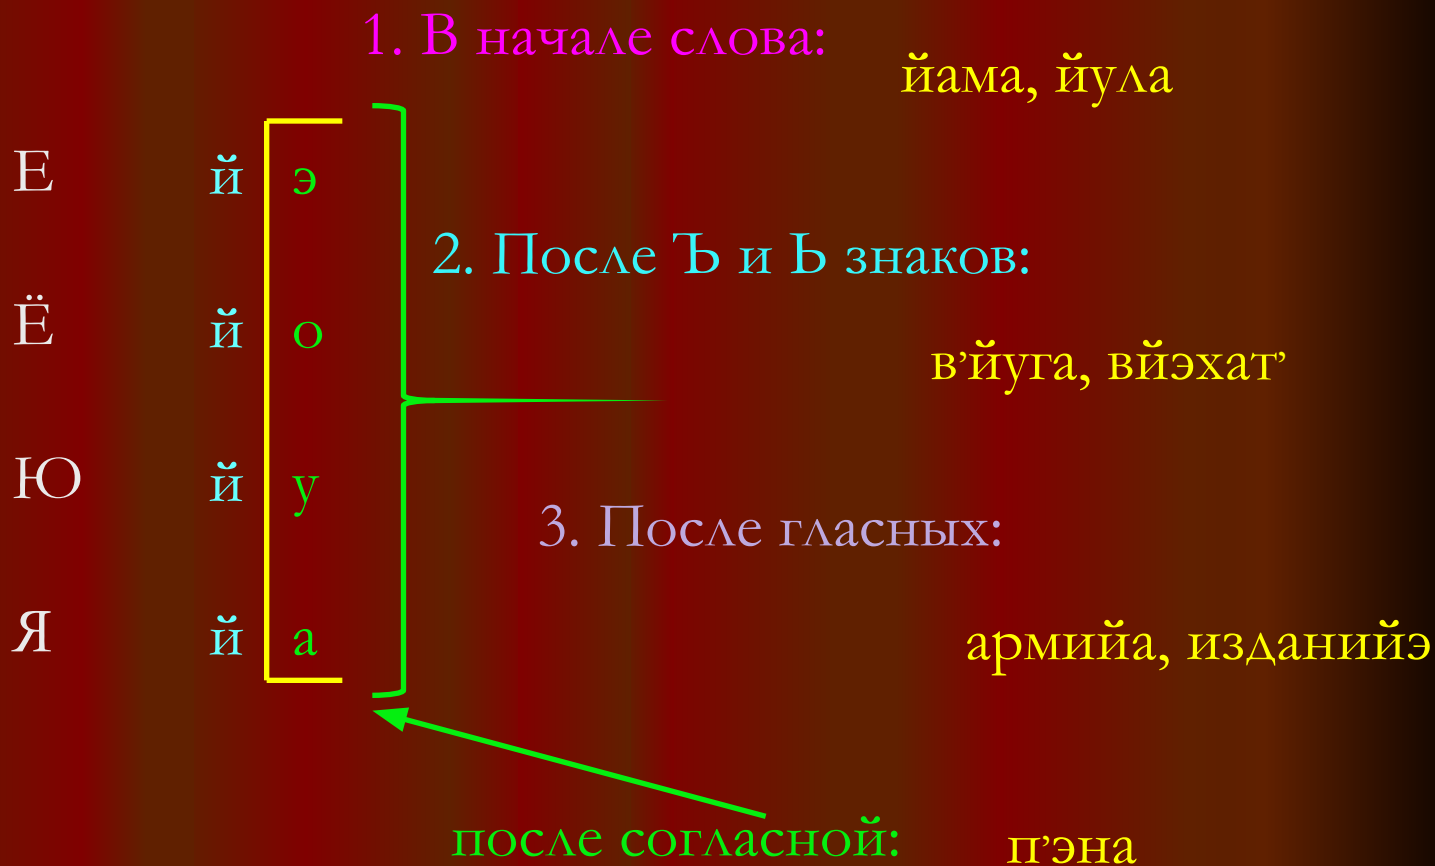 1. В начале слова:
йама, йула
Е й э
2. После Ъ и Ь знаков:
Ё й о
в’йуга, вйэхат’
Ю й у
3. После гласных:
Я й а
армийа, изданийэ
после согласной:
п’эна